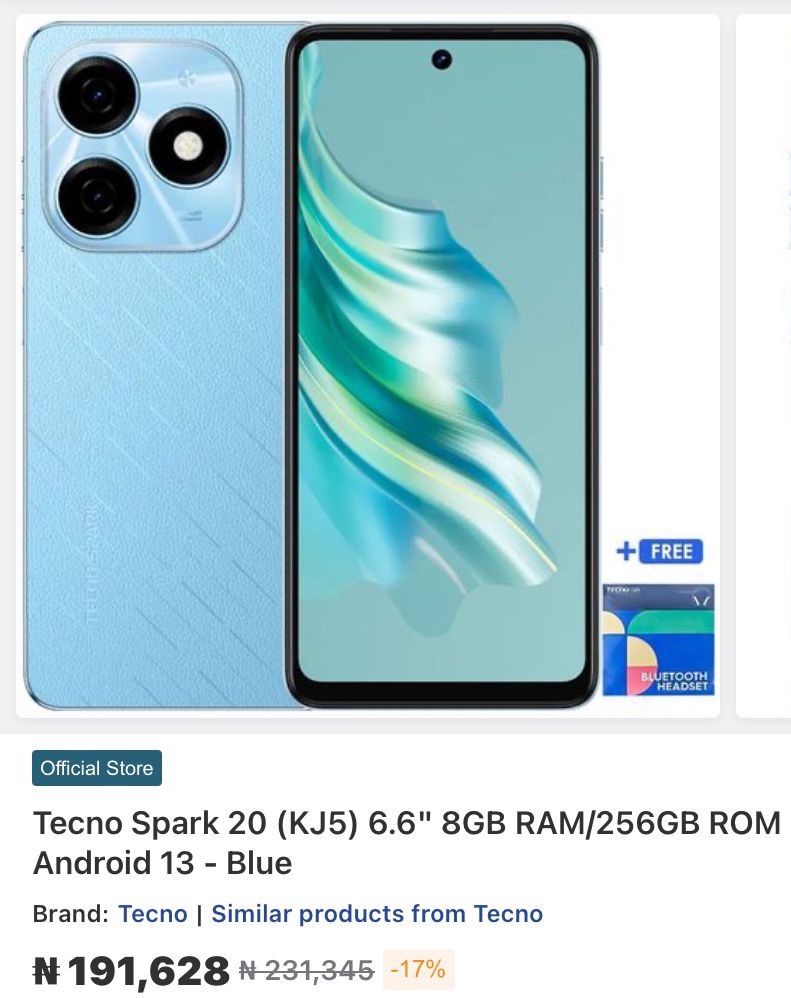 TECNO SPARK
+ FREE
TECNO
BLUETOOTH
HEADSET
Official Store
Tecno Spark 20 (KJ5) 6.6" 8GB RAM/256GB ROM
Android 13 - Blue
Brand: Tecno | Similar products from Tecno
₦ 191,628 ₦ 231,345 -17%